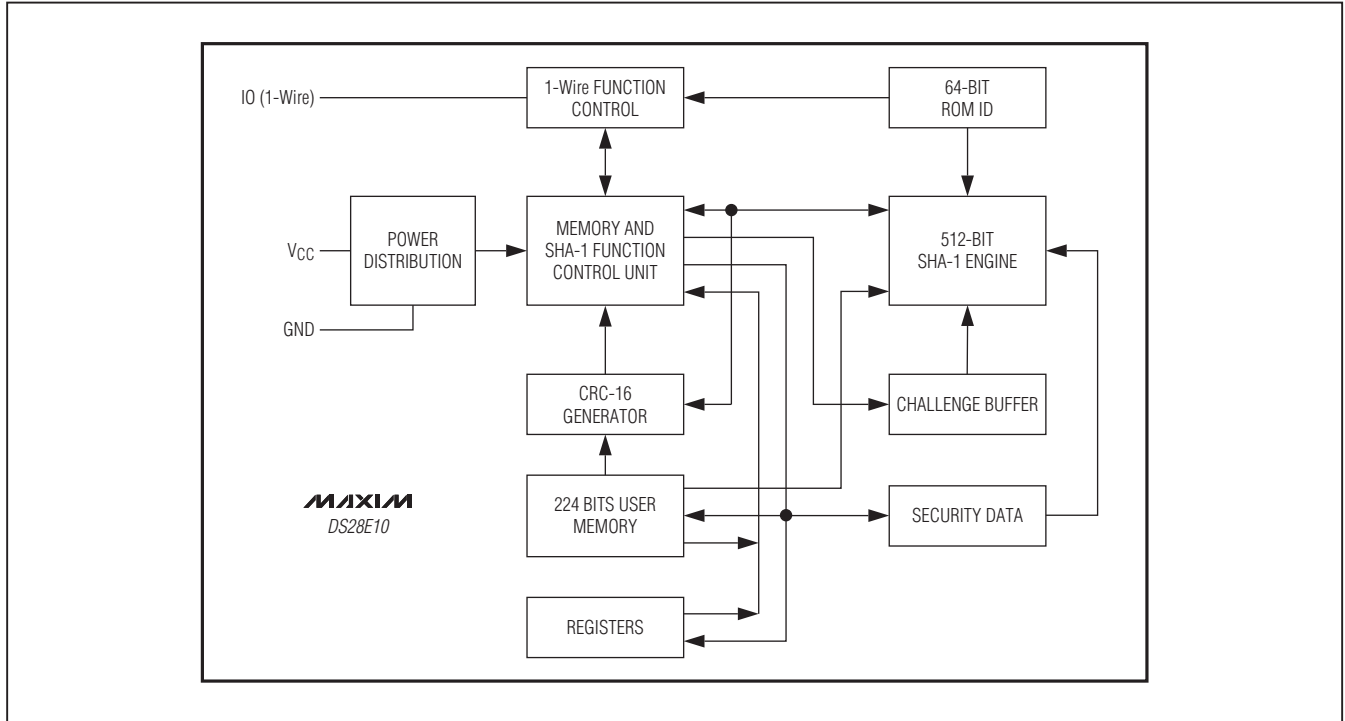 IO (1-Wire)
1-Wire FUNCTION
CONTROL
64-BIT
ROM ID
VCC
POWER
DISTRIBUTION
GND
MEMORY AND
SHA-1 FUNCTION
CONTROL UNIT
512-BIT
SHA-1 ENGINE
CRC-16
GENERATOR
CHALLENGE BUFFER
MAXIM
DS28E10
224 BITS USER
MEMORY
SECURITY DATA
REGISTERS